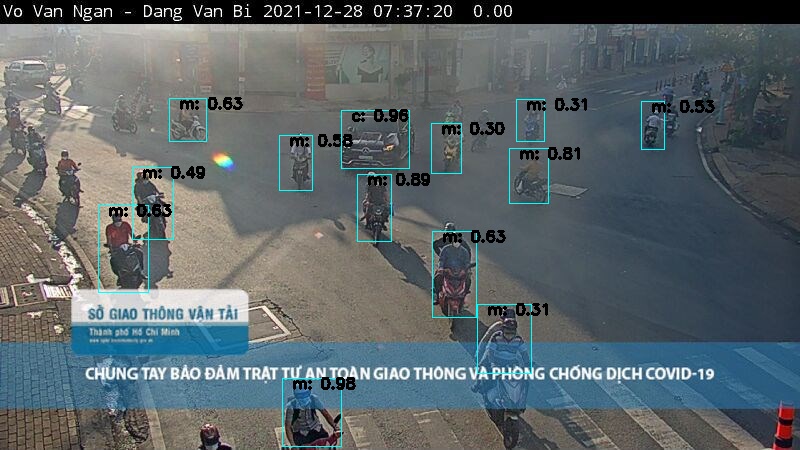 Vo Van Ngan - Dang Van Bi 2021-12-28 07:37:20  0.00
m: 0.63
c: 0.96
m: 0.31
m: 0.53
m: 0.58
m: 0.30
m: 0.81
m: 0.49
m: 0.89
m: 0.63
m: 0.63
m: 0.31
SỞ GIAO THÔNG VẬN TẢI
Thành phố Hồ Chí Minh
CHUNG TAY BẢO ĐẢM TRẬT TỰ AN TOÀN GIAO THÔNG VÀ PHÒNG CHỐNG DỊCH COVID-19
m: 0.98